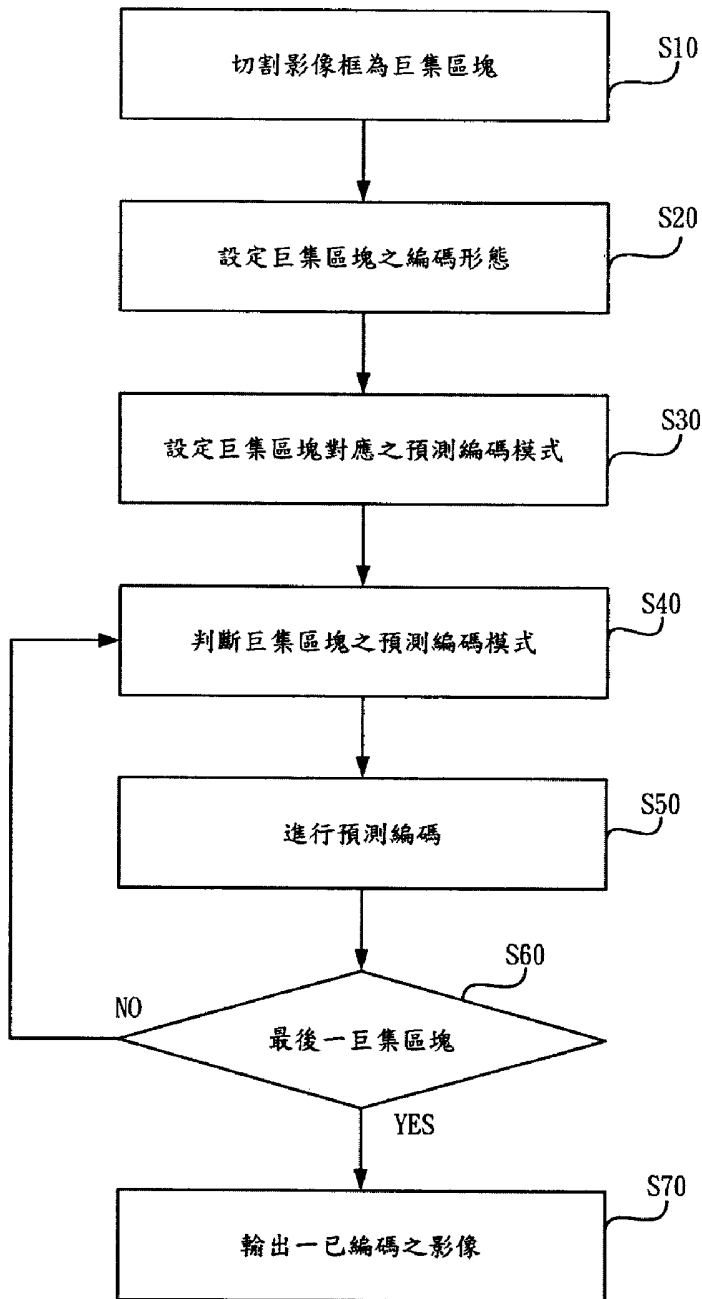 切割影像框為巨集區塊
S10
設定巨集區塊之編碼形態
S20
設定巨集區塊對應之預測編碼模式
S30
判斷巨集區塊之預測編碼模式
S40
進行預測編碼
S50
最後一巨集區塊
S60
NO
YES
輸出一已編碼之影像
S70